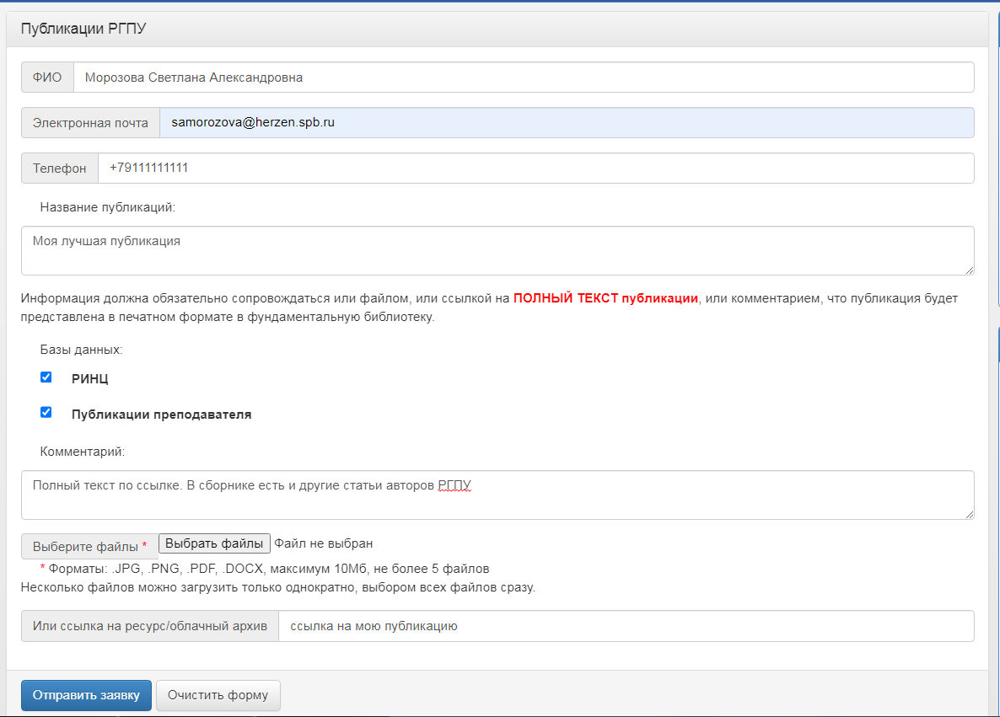 Публикации РГПУ
ФИО Морозова Светлана Александровна
Электронная почта samorozova@herzen.spb.ru
Телефон +79111111111
Название публикаций:
Моя лучшая публикация
Информация должна обязательно сопровождаться или файлом, или ссылкой на ПОЛНЫЙ ТЕКСТ публикации, или комментарием, что публикация будет
представлена в печатном формате в фундаментальную библиотеку.
Базы данных:
РИНЦ
Публикации преподавателя
Комментарий:
Полный текст по ссылке. В сборнике есть и другие статьи авторов РГПУ
Выберите файлы * Выбрать файлы Файл не выбран
* Форматы: .JPG, .PNG, .PDF, .DOCX, максимум 10Мб, не более 5 файлов
Несколько файлов можно загрузить только однократно, выбором всех файлов сразу.
Или ссылка на ресурс/облачный архив ссылка на мою публикацию
Отправить заявку Очистить форму